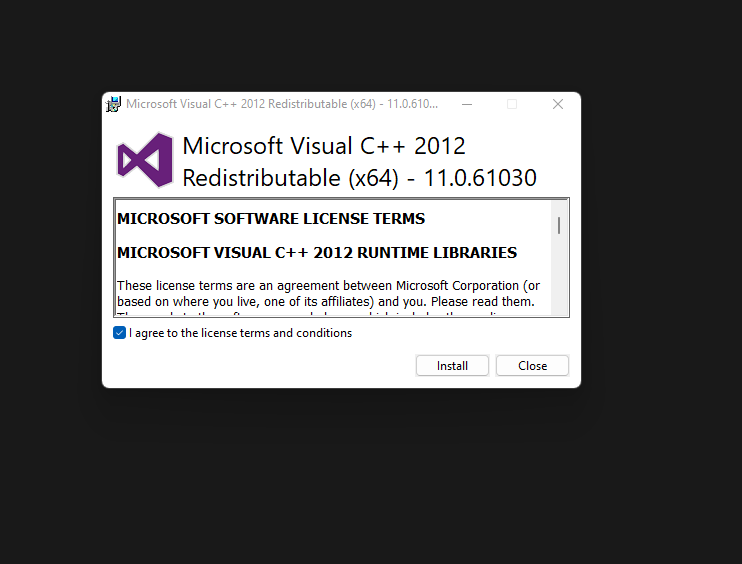 Microsoft Visual C++ 2012 Redistributable (x64) - 11.0.610...
Microsoft Visual C++ 2012
Redistributable (x64) - 11.0.61030
MICROSOFT SOFTWARE LICENSE TERMS
MICROSOFT VISUAL C++ 2012 RUNTIME LIBRARIES
These license terms are an agreement between Microsoft Corporation (or
based on where you live, one of its affiliates) and you. Please read them.
I agree to the license terms and conditions
Install
Close